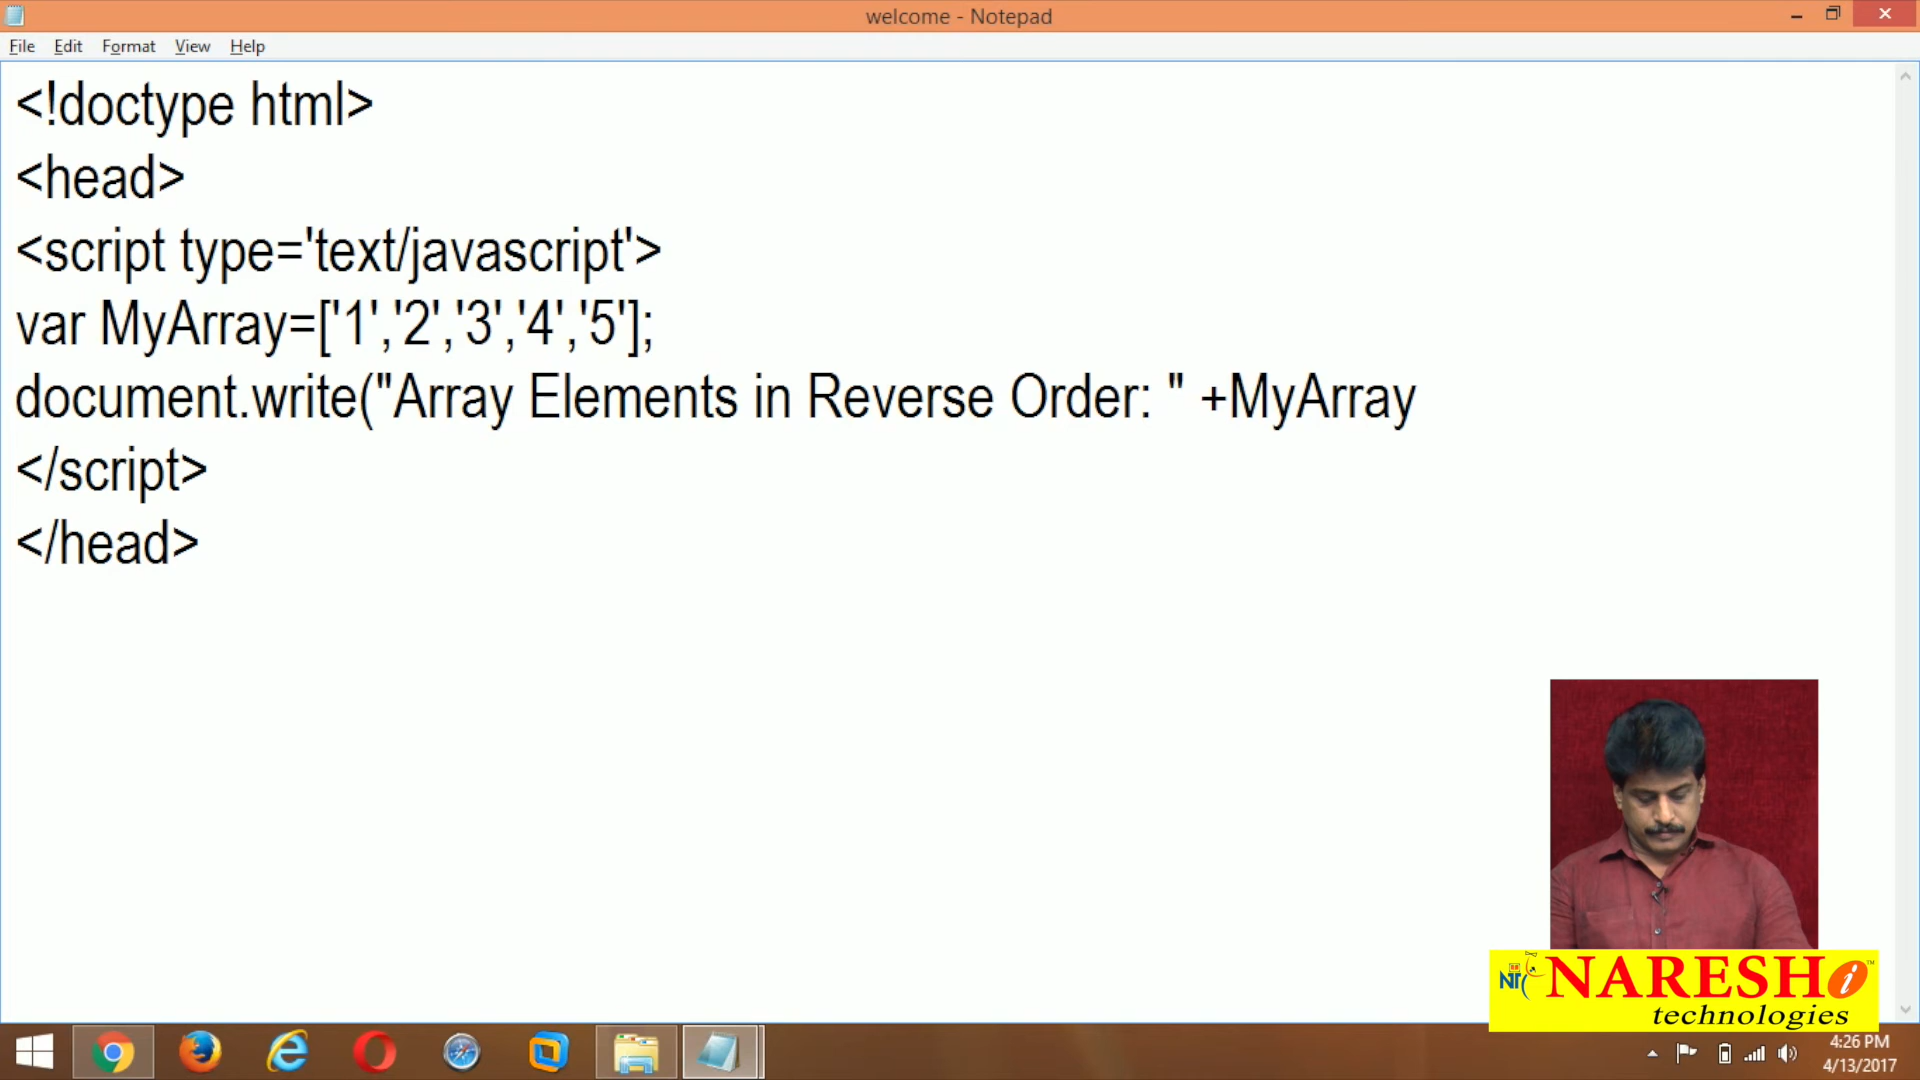 welcome - Notepad
File Edit Format View Help
<!doctype html>
<head>
<script type='text/javascript'>
var MyArray=['1','2','3','4','5'];
document.write("Array Elements in Reverse Order: " +MyArray
</script>
</head>
NT
NARESH i ™
technologies
4:26 PM
4/13/2017